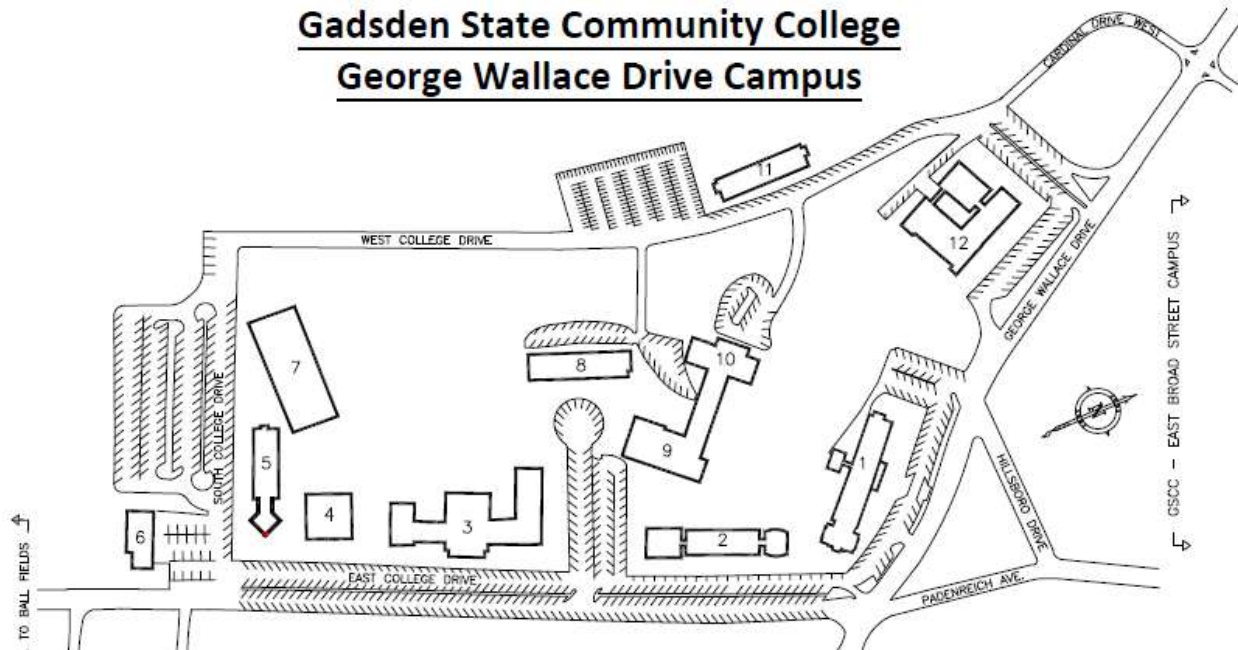 Gadsden State Community College
George Wallace Drive Campus
CARDINAL DRIVE WEST
11
WEST COLLEGE DRIVE
12
GEORGE WALLACE DRIVE
GSCC - EAST BROAD STREET CAMPUS
7
8
10
SOUTH COLLEGE DRIVE
5
9
1
N
HILLSBORO DRIVE
4
3
6
2
TO BALL FIELDS
EAST COLLEGE DRIVE
PADENREICH AVE.